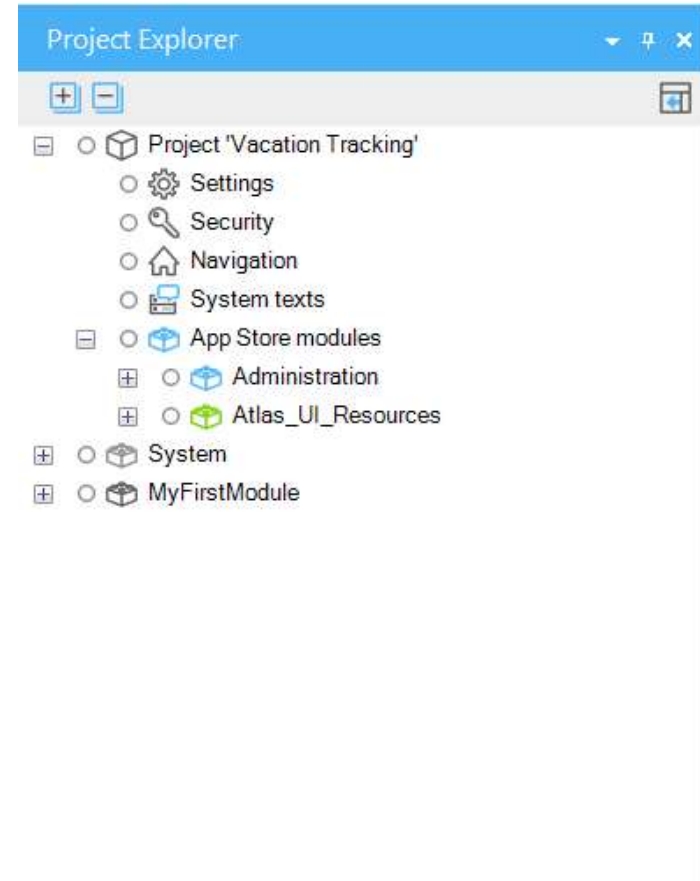 Project Explorer
Project 'Vacation Tracking'
Settings
Security
Navigation
System texts
App Store modules
Administration
Atlas_UI_Resources
System
MyFirstModule